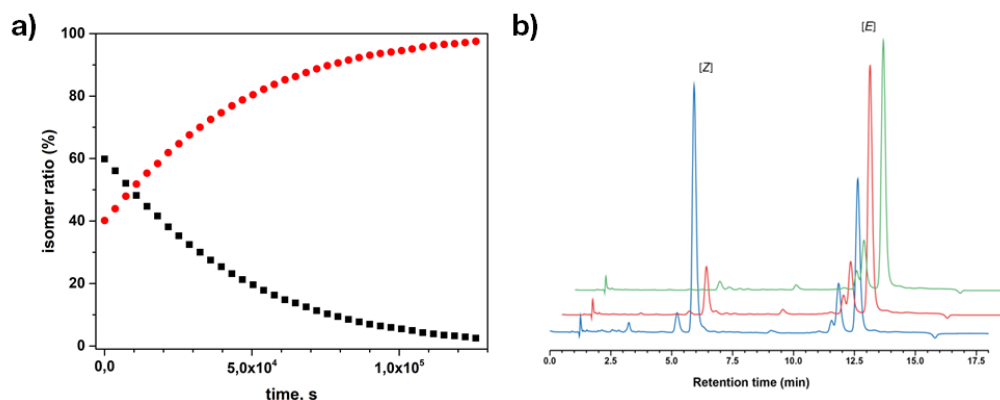 a)
100
80
60
40
20
0
isomer ratio (%)
0,0
5,0x10⁴
1,0x10⁵
time, s
b)
[Z]
[E]
0.0
2.5
5.0
7.5
10.0
12.5
15.0
17.5
Retention time (min)